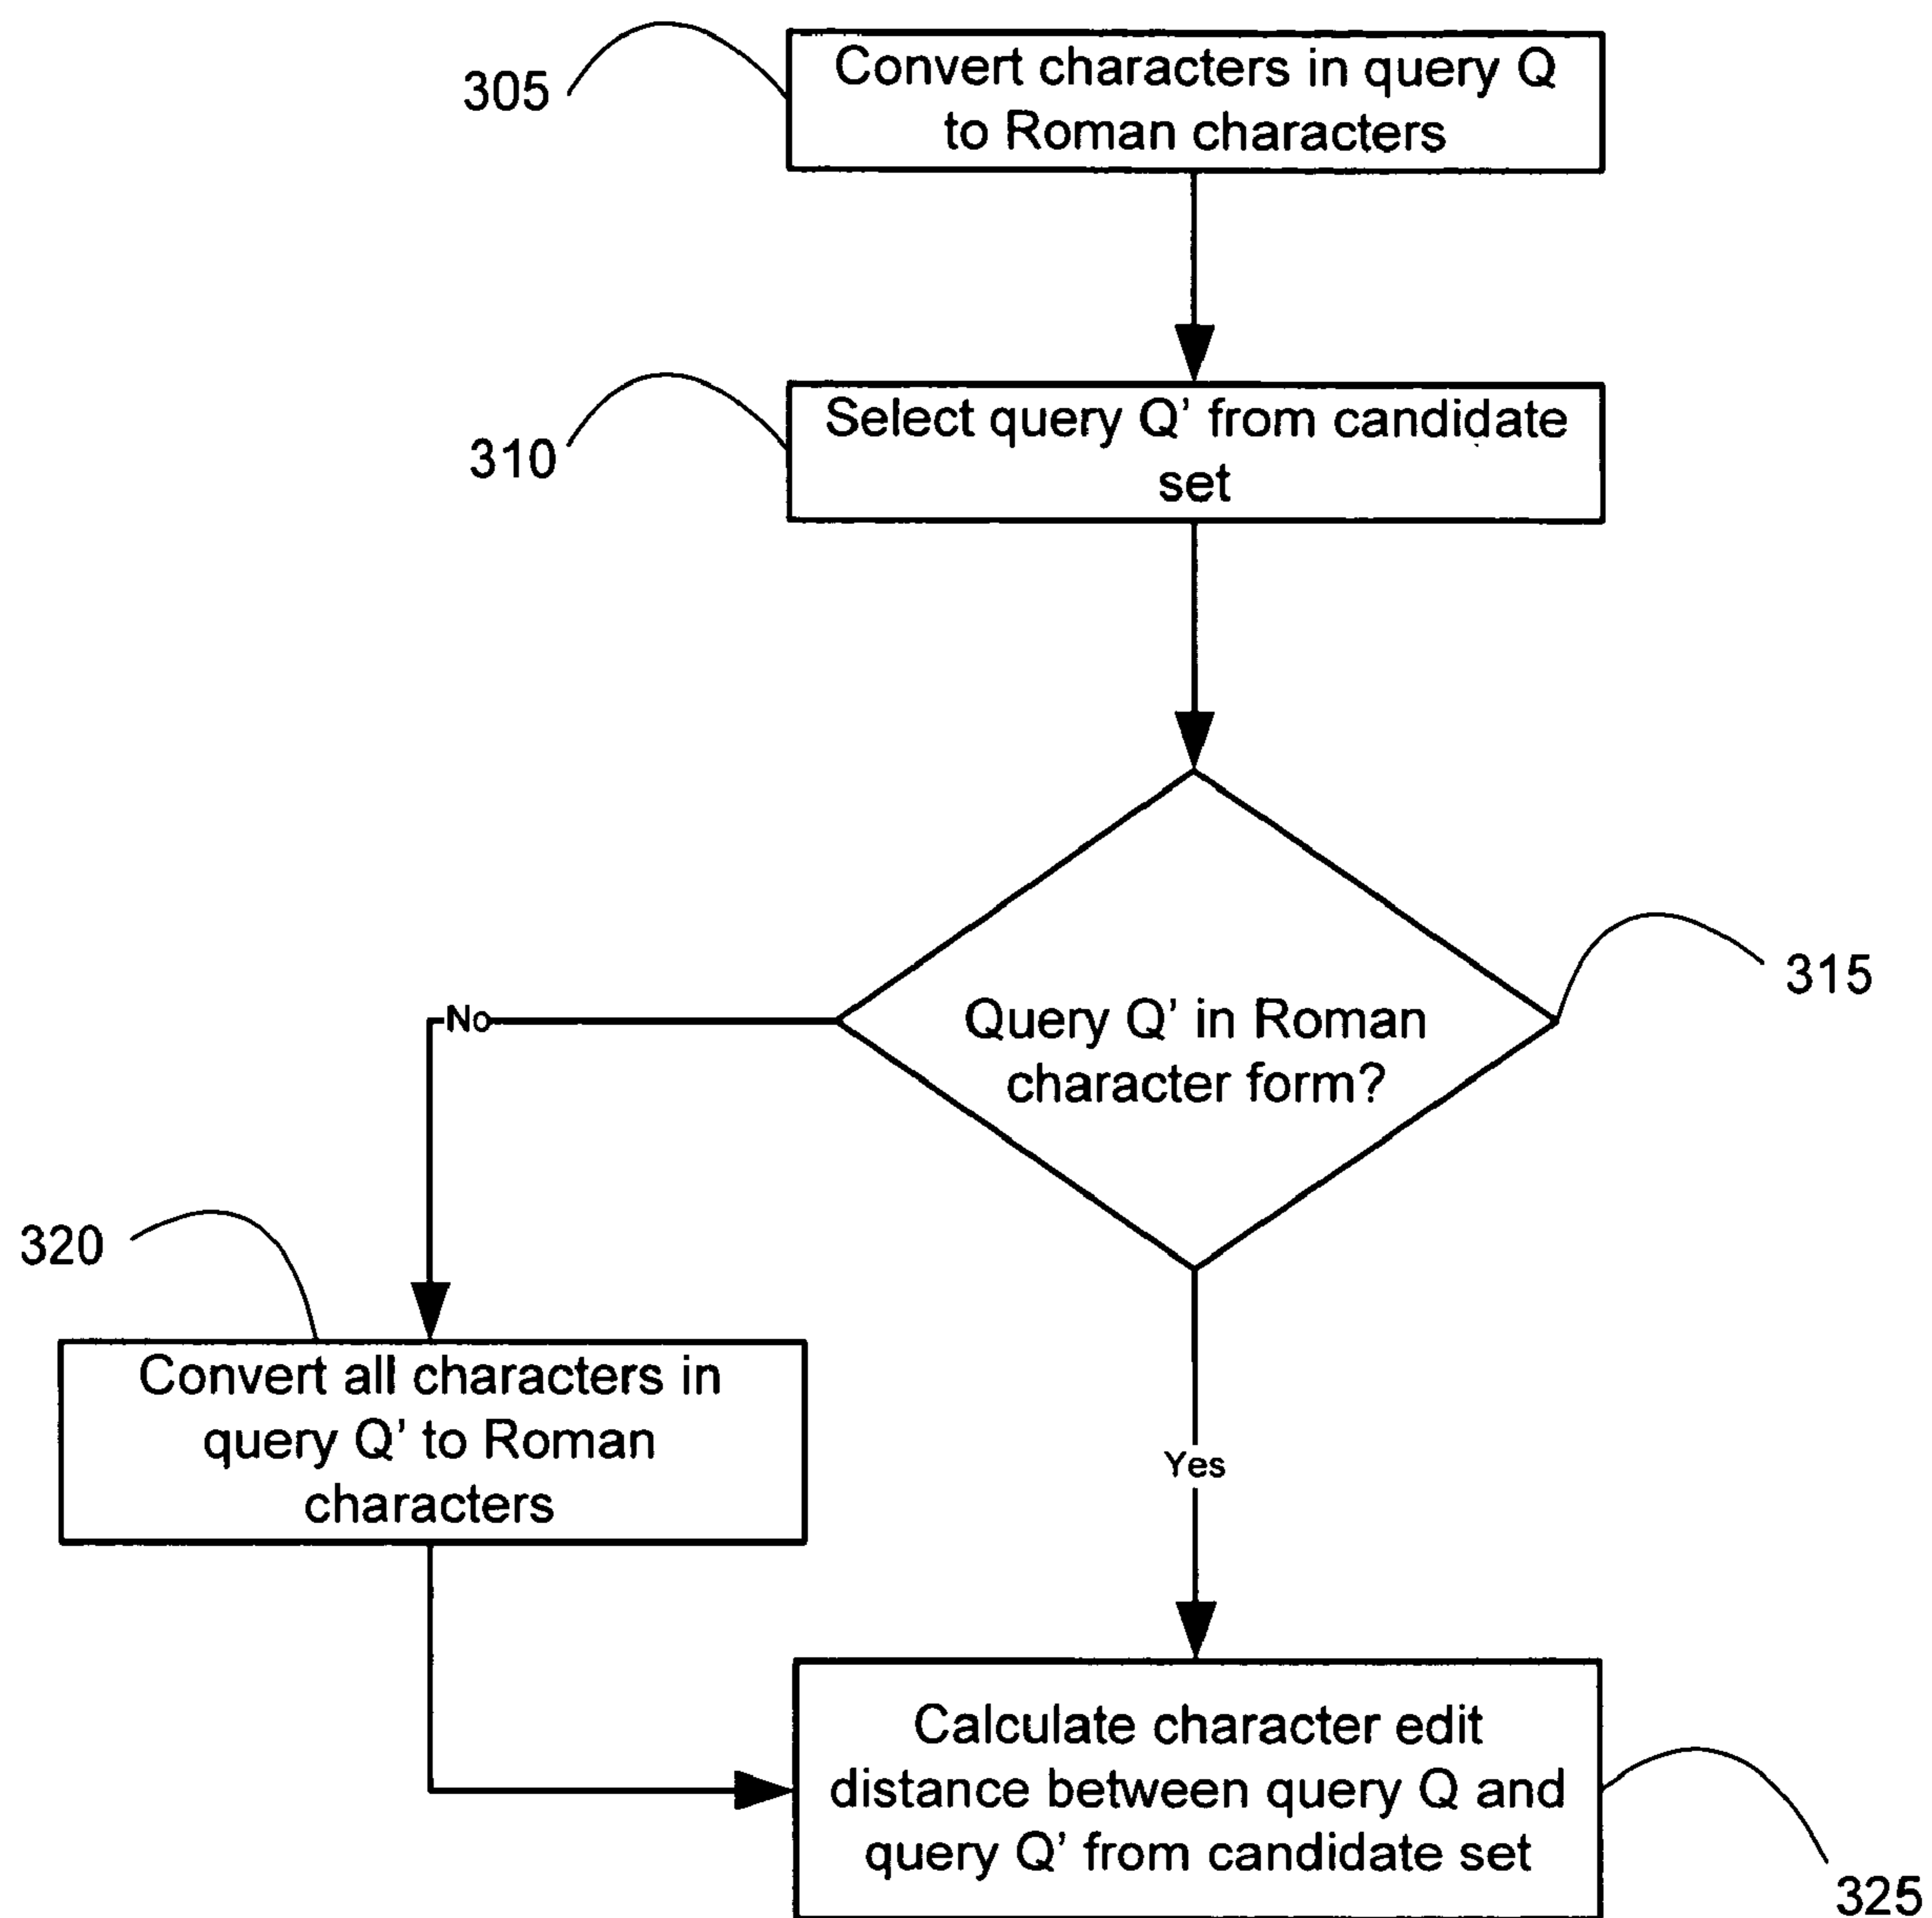 305
Convert characters in query Q
to Roman characters
310
Select query Q' from candidate
set
315
Query Q' in Roman
character form?
No
320
Convert all characters in
query Q' to Roman
characters
Yes
Calculate character edit
distance between query Q and
query Q' from candidate set
325